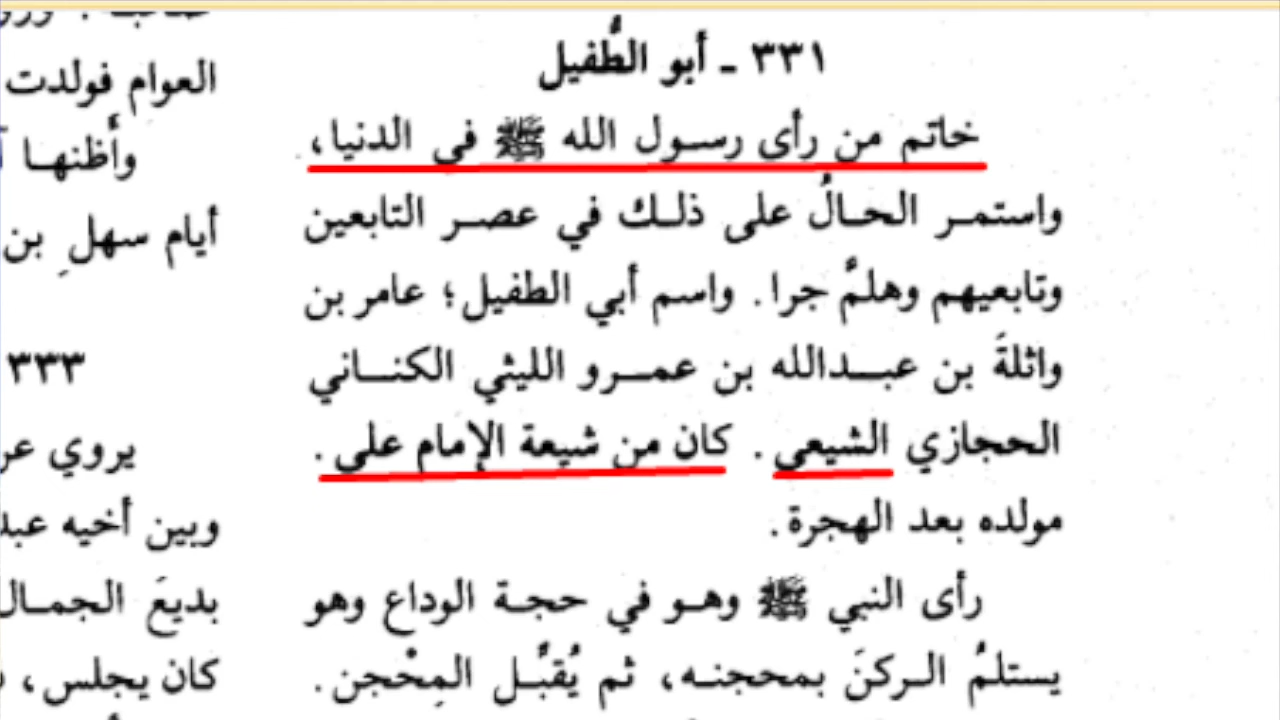 ٣٣١ - أبو الطُّفيل
خاتم من رأى رسول الله ﷺ في الدنيا،
واستمر الحالُ على ذلك في عصر التابعين
وتابعيهم وهلمَّ جرا. واسم أبي الطفيل؛ عامر بن
واثلةَ بن عبدالله بن عمرو الليثي الكناني
الحجازي الشيعي. كان من شيعة الإمام علي.
مولده بعد الهجرة.
رأى النبي ﷺ وهو في حجة الوداع وهو
يستلمُ الركنَ بمحجنه، ثم يُقبِّل المِحْجن.
العوام فولدت
وأظنها
أيام سهلِ بن
٣٣٣
يروي
وبين أخيه
بديعَ الجمال
كان يجلس،